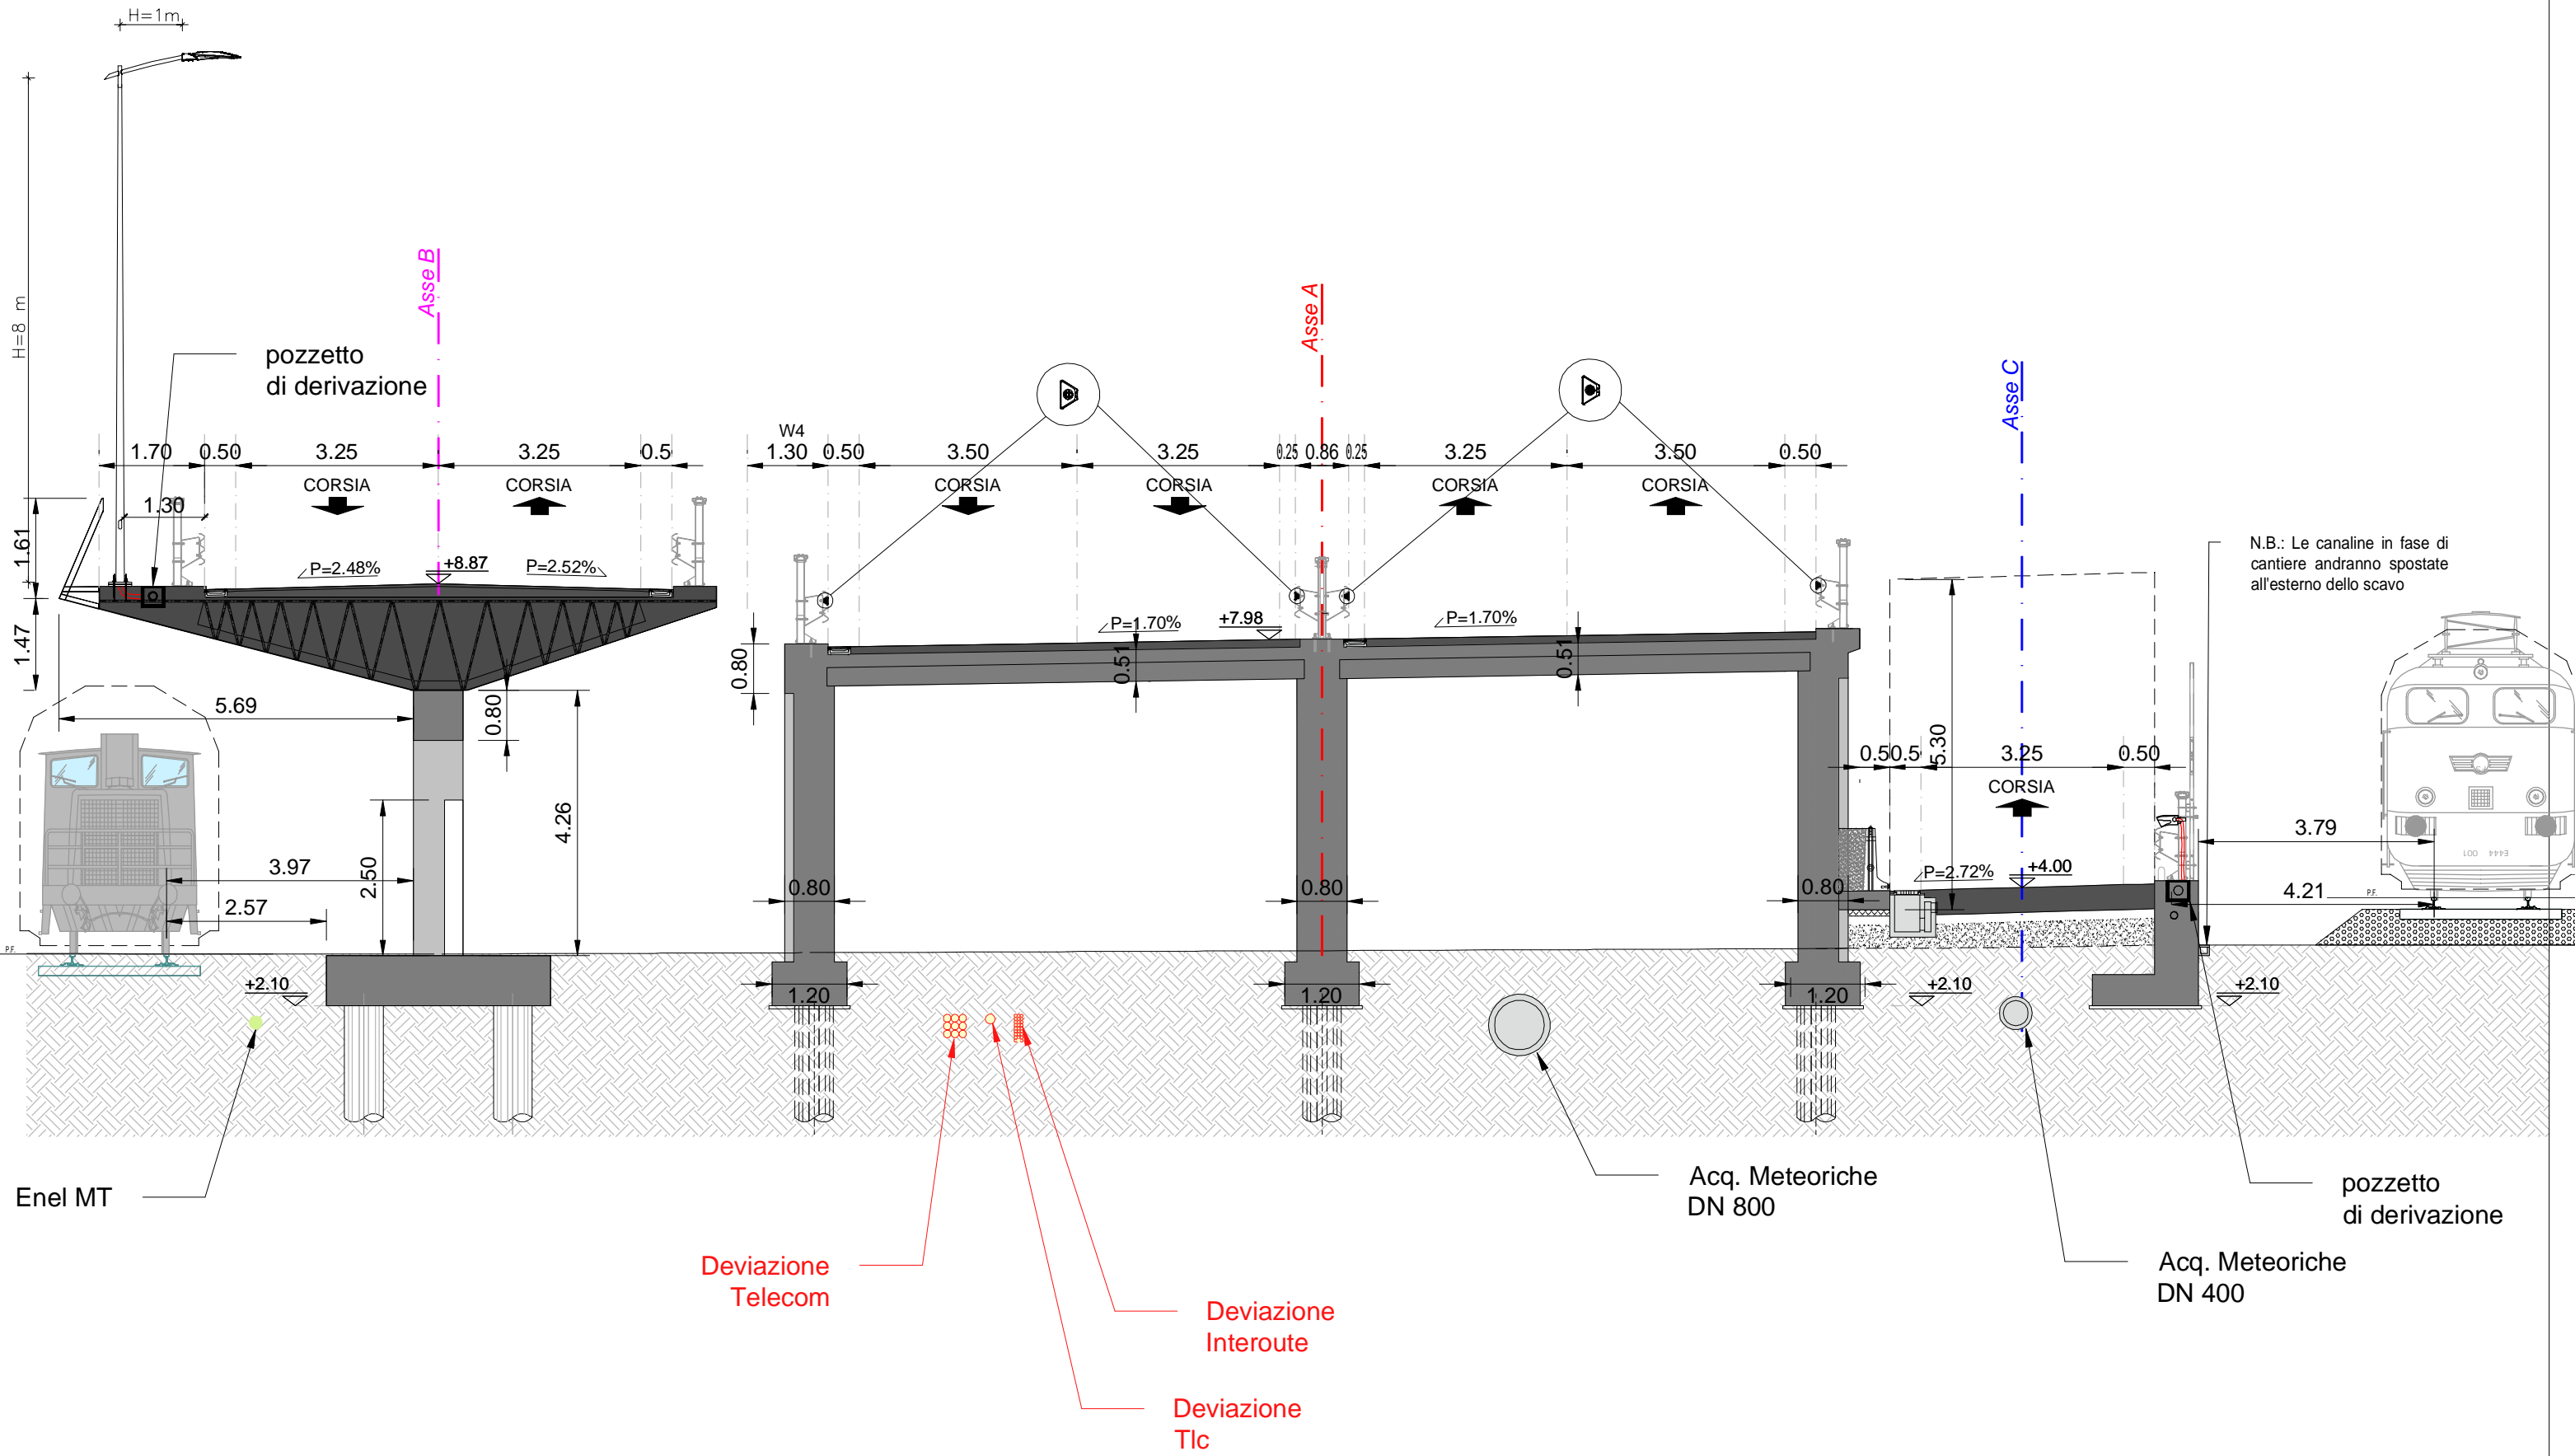 H=1m
H=8 m
Asse B
Asse A
Asse C
pozzetto
di derivazione
W4
1.70 0.50 3.25 3.25 0.5
1.30 0.50 3.50 3.25 0.25 0.86 0.25 3.25 3.50 0.50
CORSIA CORSIA
CORSIA CORSIA CORSIA CORSIA
1.30
1.61
1.47
P=2.48%
+8.87
P=2.52%
P=1.70%
+7.98
P=1.70%
0.80
0.51
0.51
N.B.: Le canaline in fase di
cantiere andranno spostate
all'esterno dello scavo
5.69
0.80
4.26
2.50
3.97
2.57
0.50.5
5.30
3.25
0.50
CORSIA
3.79
E444 001
P=2.72%
+4.00
4.21
P.F.
0.80
0.80
0.80
P.F.
+2.10
1.20
1.20
1.20
+2.10
+2.10
Enel MT
Acq. Meteoriche
DN 800
pozzetto
di derivazione
Deviazione
Telecom
Acq. Meteoriche
DN 400
Deviazione
Interoute
Deviazione
Tlc